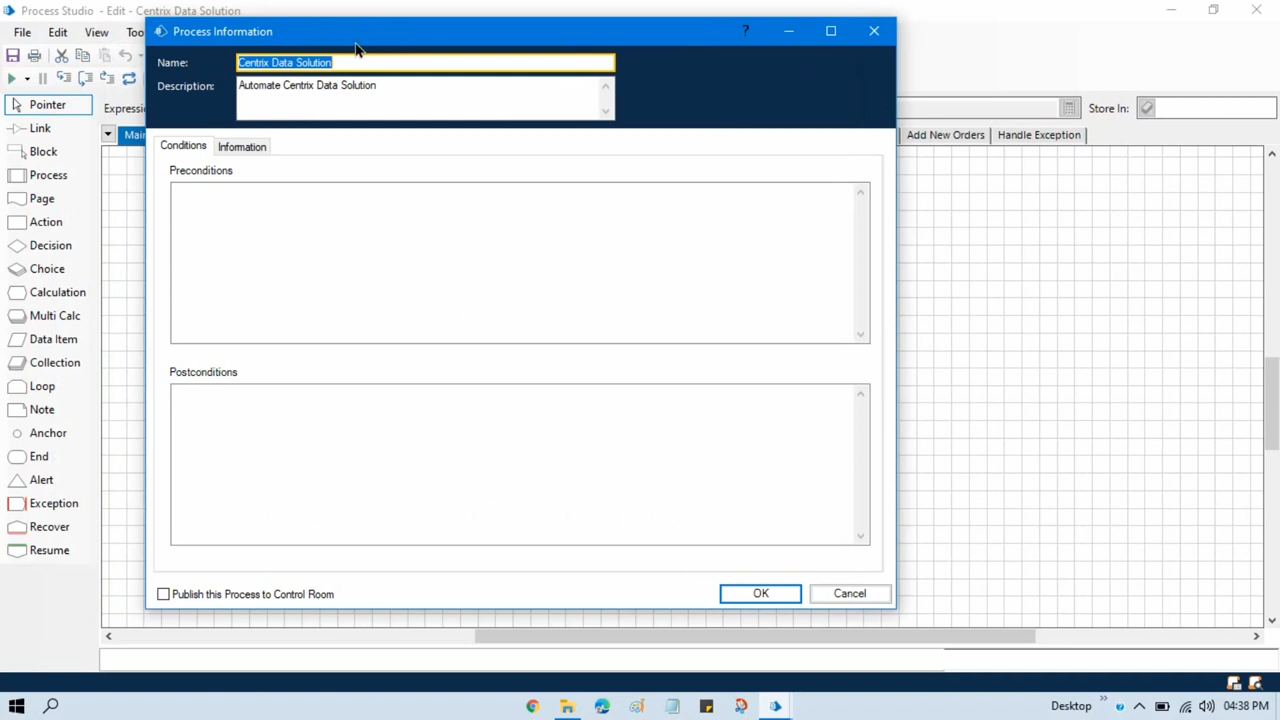 Process Studio - Edit - Centrix Data Solution
Process Information
?
File Edit View Too
Name: Centrix Data Solution
Description: Automate Centrix Data Solution
Pointer
Expressi
Store In:
Link
Main
Add New Orders
Handle Exception
Block
Conditions
Information
Process
Preconditions
Page
Action
Decision
Choice
Calculation
Multi Calc
Data Item
Collection
Postconditions
Loop
Note
Anchor
End
Alert
Exception
Recover
Resume
Publish this Process to Control Room
OK
Cancel
Desktop
04:38 PM